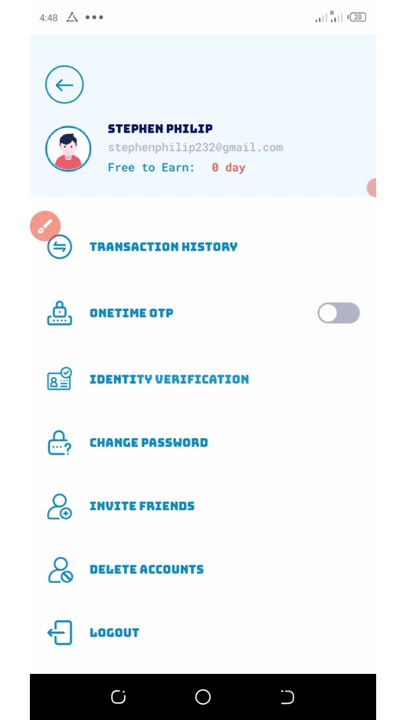 4:48
20
STEPHEN PHILIP
stephenphilip232@gmail.com
Free to Earn: 0 day
TRANSACTION HISTORY
ONETIME OTP
IDENTITY VERIFICATION
CHANGE PASSWORD
INVITE FRIENDS
DELETE ACCOUNTS
LOGOUT